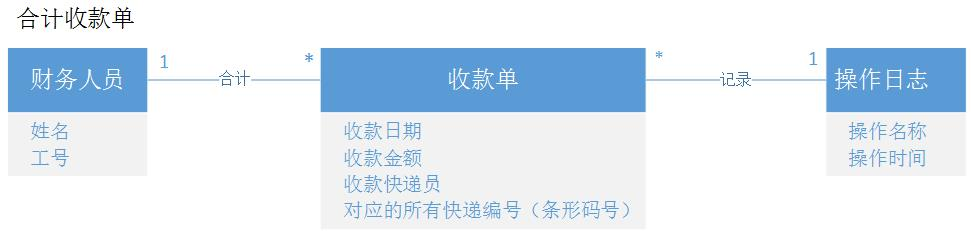 合计收款单
1
*
*
1
财务人员
合计
收款单
记录
操作日志
姓名
工号
收款日期
收款金额
收款快递员
对应的所有快递编号（条形码号）
操作名称
操作时间